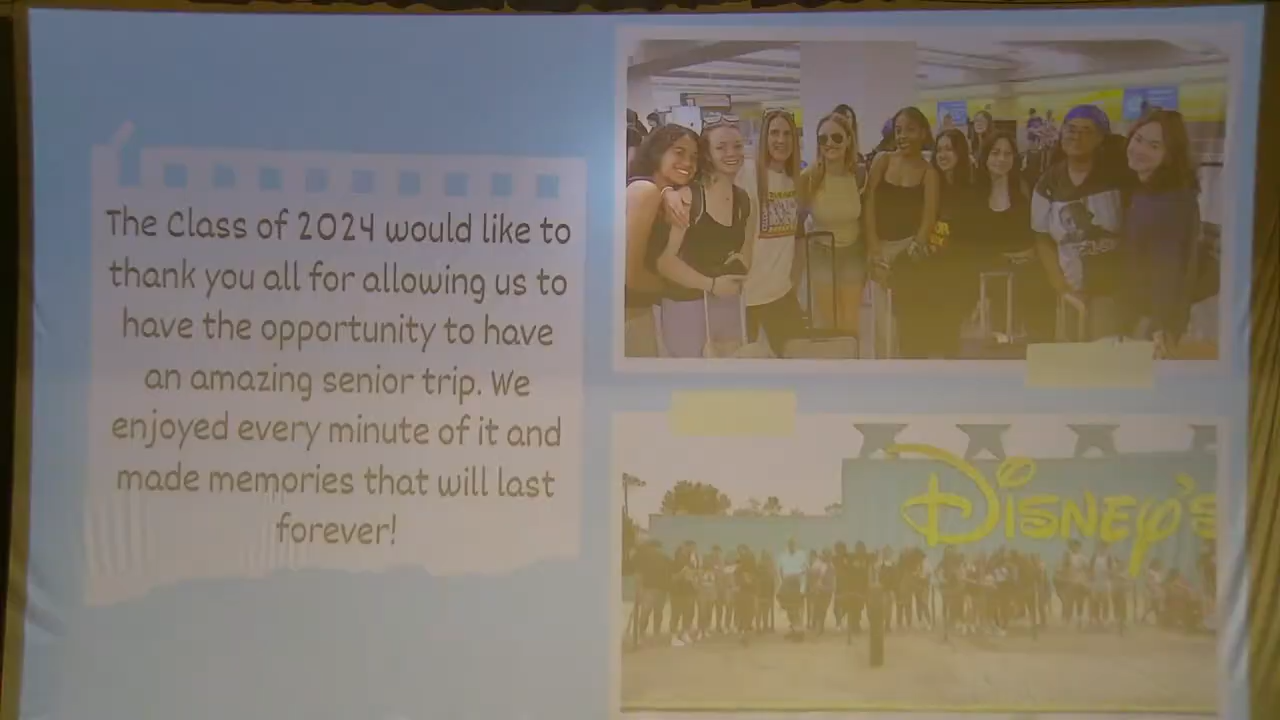 The Class of 2024 would like to
thank you all for allowing us to
have the opportunity to have
an amazing senior trip. We
enjoyed every minute of it and
made memories that will last
forever!
DISNEY'S